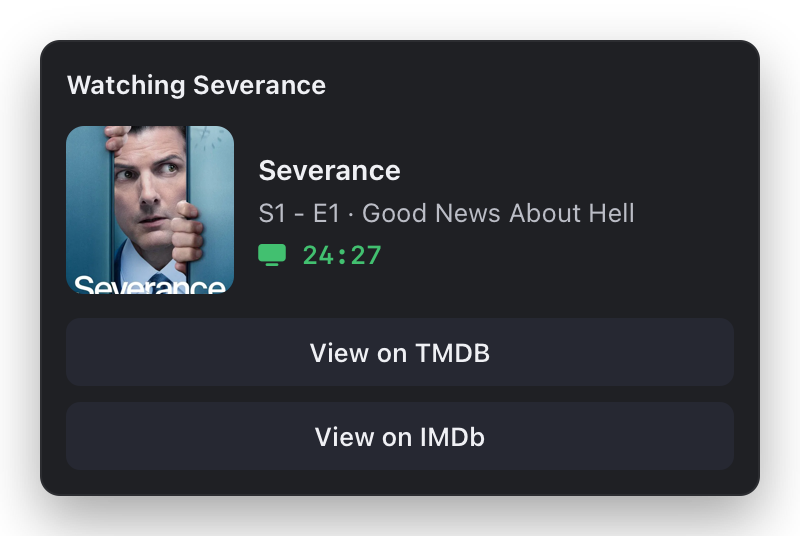 Watching Severance
Severance
Severance
S1 - E1 · Good News About Hell
24:27
View on TMDB
View on IMDb